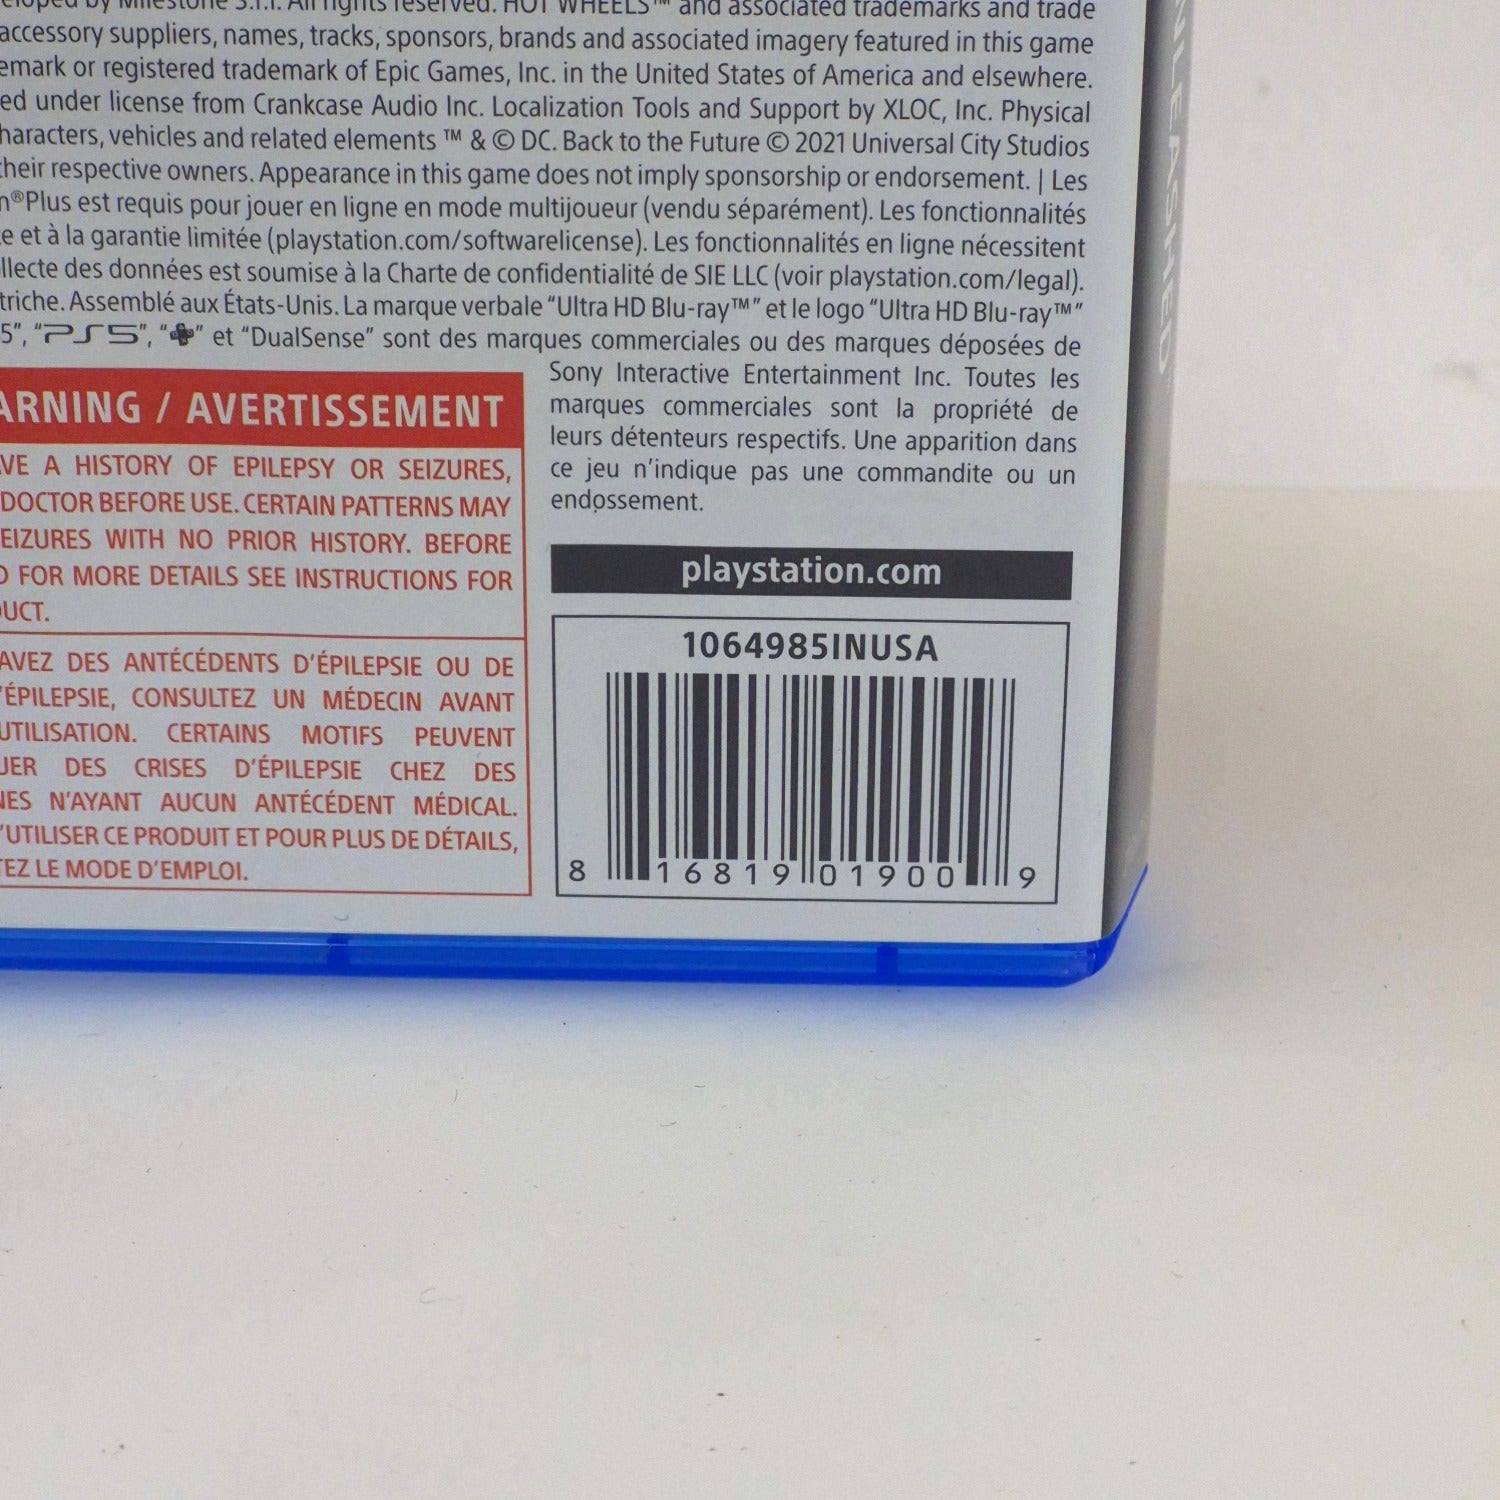 by Milestone S.r.l. All rights reserved. HOT WHEELS™ and associated trademarks and trade
accessory suppliers, names, tracks, sponsors, brands and associated imagery featured in this game
emark or registered trademark of Epic Games, Inc. in the United States of America and elsewhere.
ed under license from Crankcase Audio Inc. Localization Tools and Support by XLOC, Inc. Physical
haracters, vehicles and related elements ™ & © DC. Back to the Future © 2021 Universal City Studios
their respective owners. Appearance in this game does not imply sponsorship or endorsement. | Les
n®Plus est requis pour jouer en ligne en mode multijoueur (vendu séparément). Les fonctionnalités
e et à la garantie limitée (playstation.com/softwarelicense). Les fonctionnalités en ligne nécessitent
llecte des données est soumise à la Charte de confidentialité de SIE LLC (voir playstation.com/legal).
triche. Assemblé aux États-Unis. La marque verbale “Ultra HD Blu-ray™” et le logo “Ultra HD Blu-ray™”
5”, “PS5”, “” et “DualSense” sont des marques commerciales ou des marques déposées de
Sony Interactive Entertainment Inc. Toutes les
marques commerciales sont la propriété de
leurs détenteurs respectifs. Une apparition dans
ce jeu n’indique pas une commandite ou un
endossement.
ARNING / AVERTISSEMENT
VE A HISTORY OF EPILEPSY OR SEIZURES,
DOCTOR BEFORE USE. CERTAIN PATTERNS MAY
EIZURES WITH NO PRIOR HISTORY. BEFORE
D FOR MORE DETAILS SEE INSTRUCTIONS FOR
UCT.
AVEZ DES ANTÉCÉDENTS D’ÉPILEPSIE OU DE
’ÉPILEPSIE, CONSULTEZ UN MÉDECIN AVANT
UTILISATION. CERTAINS MOTIFS PEUVENT
UER DES CRISES D’ÉPILEPSIE CHEZ DES
NES N’AYANT AUCUN ANTÉCÉDENT MÉDICAL.
’UTILISER CE PRODUIT ET POUR PLUS DE DÉTAILS,
TEZ LE MODE D’EMPLOI.
playstation.com
1064985INUSA
8 16819 01900 9
UNLEASHED